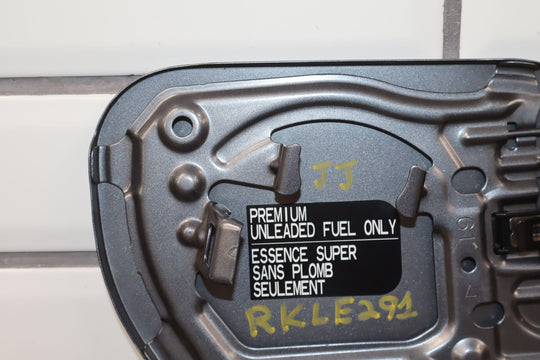 JJ
PREMIUM
UNLEADED FUEL ONLY
ESSENCE SUPER
SANS PLOMB
SEULEMENT
RKLE291